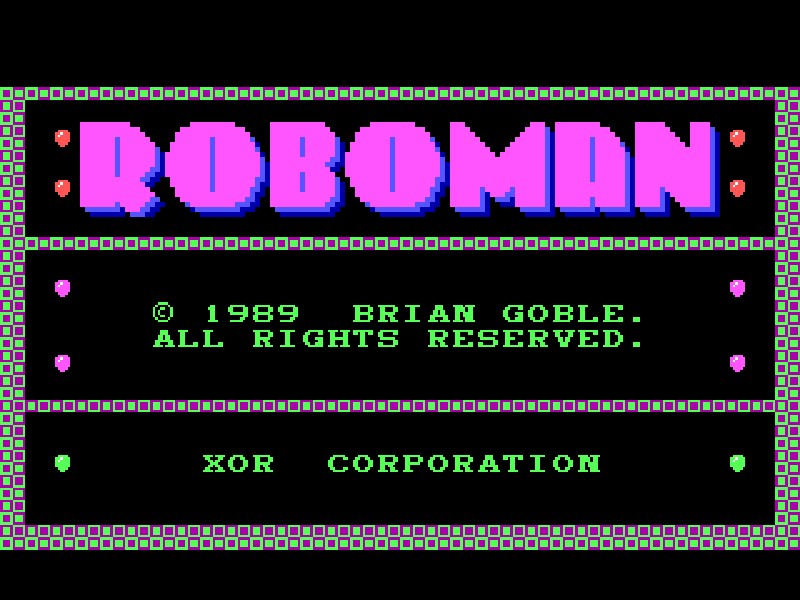 ROBOMAN
© 1989 BRIAN GOBLE.
ALL RIGHTS RESERVED.
XOR CORPORATION